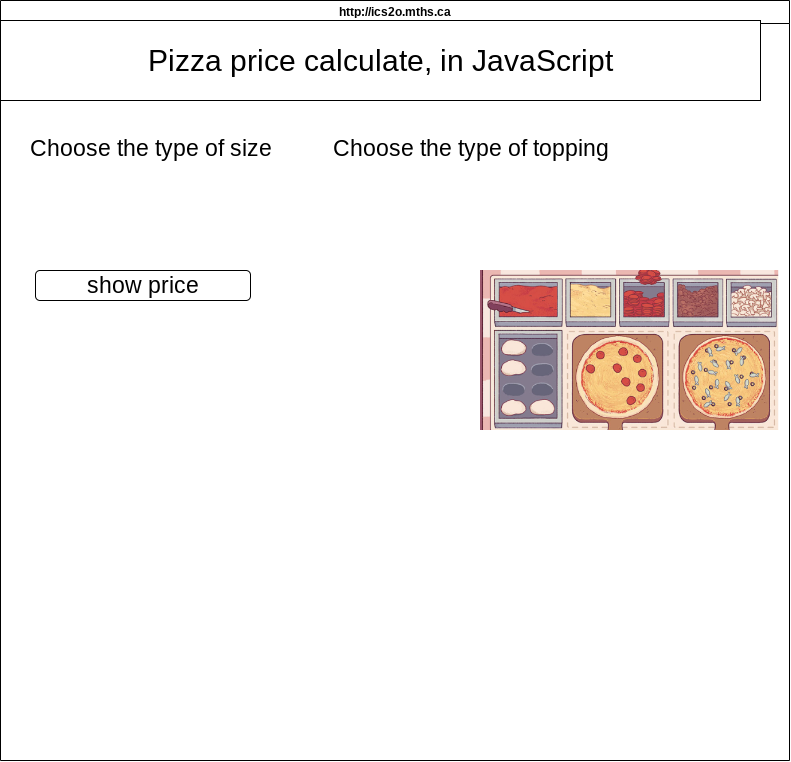 http://ics2o.mths.ca
Pizza price calculate, in JavaScript
Choose the type of size
Choose the type of topping
show price